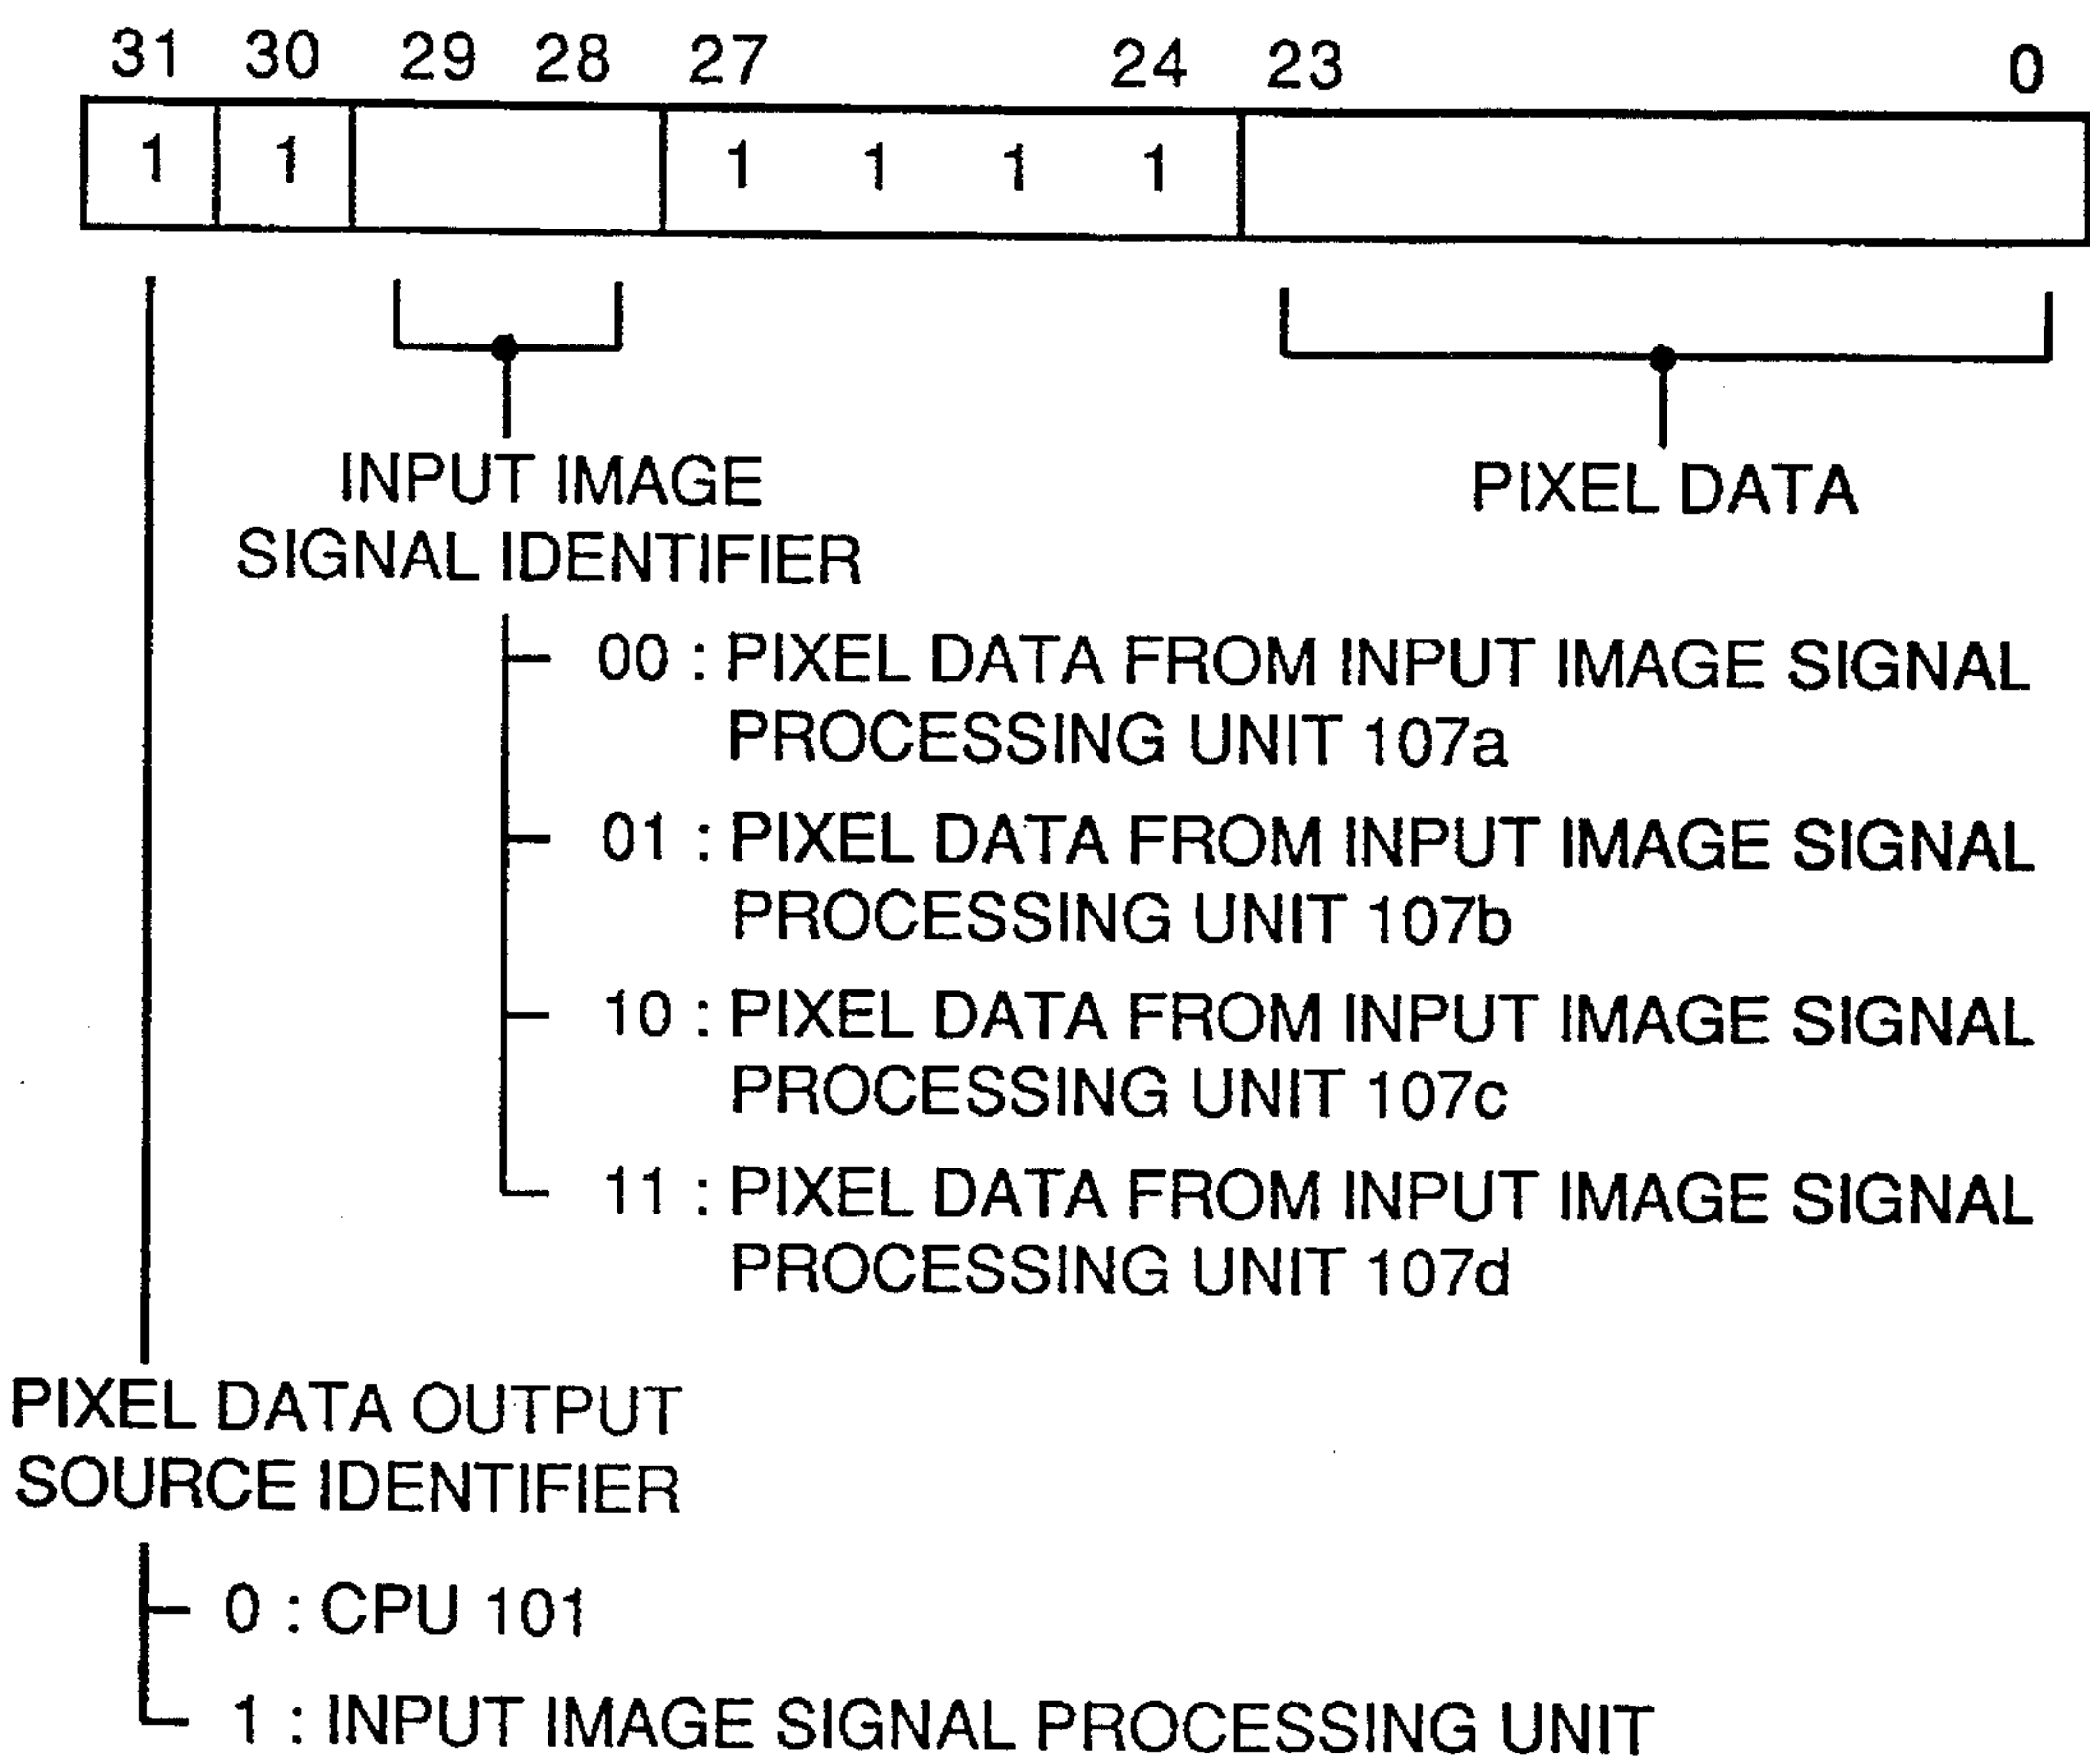 31 30 29 28 27 24 23 0
1 1 1 1 1 1
INPUT IMAGE
SIGNAL IDENTIFIER
PIXEL DATA
00 : PIXEL DATA FROM INPUT IMAGE SIGNAL
PROCESSING UNIT 107a
01 : PIXEL DATA FROM INPUT IMAGE SIGNAL
PROCESSING UNIT 107b
10 : PIXEL DATA FROM INPUT IMAGE SIGNAL
PROCESSING UNIT 107c
11 : PIXEL DATA FROM INPUT IMAGE SIGNAL
PROCESSING UNIT 107d
PIXEL DATA OUTPUT
SOURCE IDENTIFIER
0 : CPU 101
1 : INPUT IMAGE SIGNAL PROCESSING UNIT